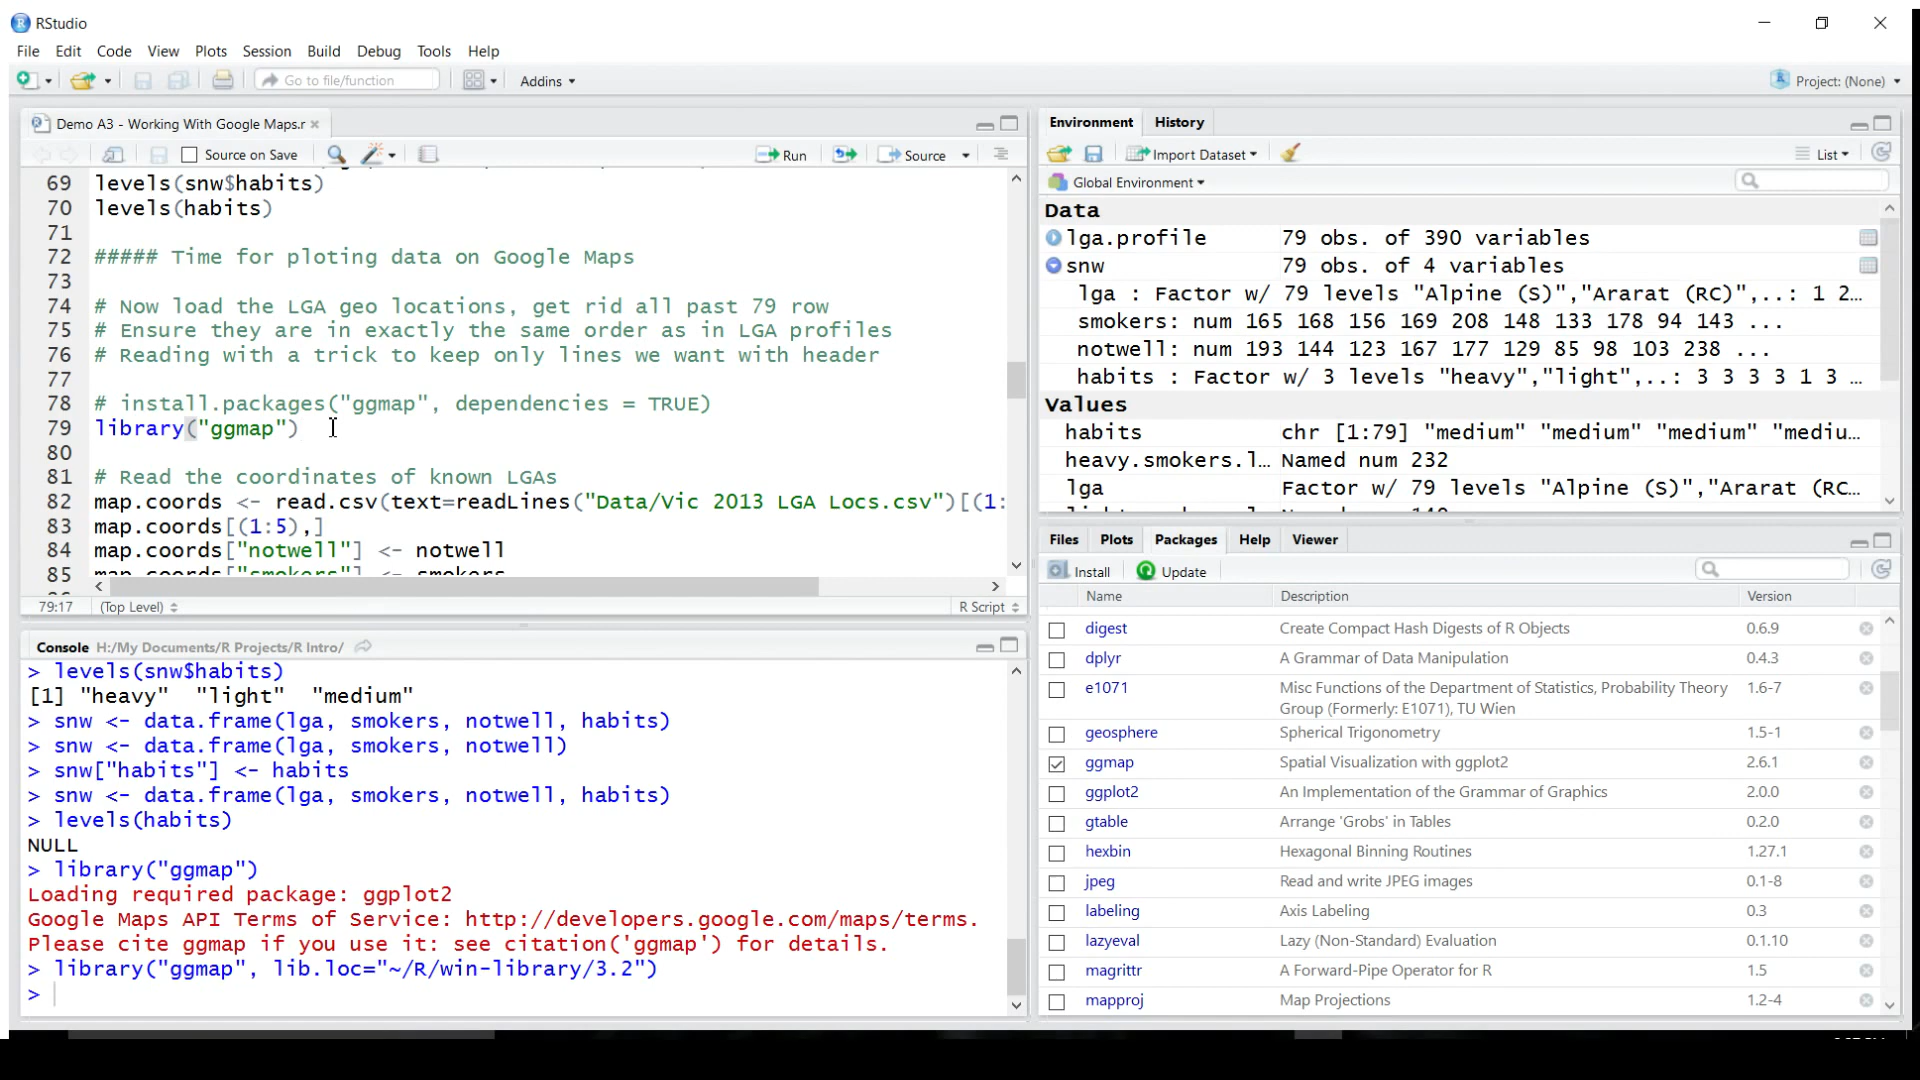 RStudio
File Edit Code View Plots Session Build Debug Tools Help
Go to file/function Addins Project: (None)
Demo A3 - Working With Google Maps.r
Source on Save Run Source
69 levels(snw$habits)
70 levels(habits)
71
72 ##### Time for ploting data on Google Maps
73
74 # Now load the LGA geo locations, get rid all past 79 row
75 # Ensure they are in exactly the same order as in LGA profiles
76 # Reading with a trick to keep only lines we want with header
77
78 # install.packages("ggmap", dependencies = TRUE)
79 library("ggmap")
80
81 # Read the coordinates of known LGAs
82 map.coords <- read.csv(text=readLines("Data/Vic 2013 LGA Locs.csv")[(1:
83 map.coords[(1:5),]
84 map.coords["notwell"] <- notwell
85 map.coords["smokers"] <- smokers
79:17 (Top Level) R Script
Console H:/My Documents/R Projects/R Intro/
> levels(snw$habits)
[1] "heavy" "light" "medium"
> snw <- data.frame(lga, smokers, notwell, habits)
> snw <- data.frame(lga, smokers, notwell)
> snw["habits"] <- habits
> snw <- data.frame(lga, smokers, notwell, habits)
> levels(habits)
NULL
> library("ggmap")
Loading required package: ggplot2
Google Maps API Terms of Service: http://developers.google.com/maps/terms.
Please cite ggmap if you use it: see citation('ggmap') for details.
> library("ggmap", lib.loc="~/R/win-library/3.2")
>
Environment History
Import Dataset List
Global Environment
Data
lga.profile 79 obs. of 390 variables
snw 79 obs. of 4 variables
lga : Factor w/ 79 levels "Alpine (S)","Ararat (RC)",..: 1 2...
smokers: num 165 168 156 169 208 148 133 178 94 143 ...
notwell: num 193 144 123 167 177 129 85 98 103 238 ...
habits : Factor w/ 3 levels "heavy","light",..: 3 3 3 3 1 3 ...
Values
habits chr [1:79] "medium" "medium" "medium" "mediu...
heavy.smokers.l... Named num 232
lga Factor w/ 79 levels "Alpine (S)","Ararat (RC...
Files Plots Packages Help Viewer
Install Update
Name Description Version
digest Create Compact Hash Digests of R Objects 0.6.9
dplyr A Grammar of Data Manipulation 0.4.3
e1071 Misc Functions of the Department of Statistics, Probability Theory 1.6-7
Group (Formerly: E1071), TU Wien
geosphere Spherical Trigonometry 1.5-1
ggmap Spatial Visualization with ggplot2 2.6.1
ggplot2 An Implementation of the Grammar of Graphics 2.0.0
gtable Arrange 'Grobs' in Tables 0.2.0
hexbin Hexagonal Binning Routines 1.27.1
jpeg Read and write JPEG images 0.1-8
labeling Axis Labeling 0.3
lazyeval Lazy (Non-Standard) Evaluation 0.1.10
magrittr A Forward-Pipe Operator for R 1.5
mapproj Map Projections 1.2-4